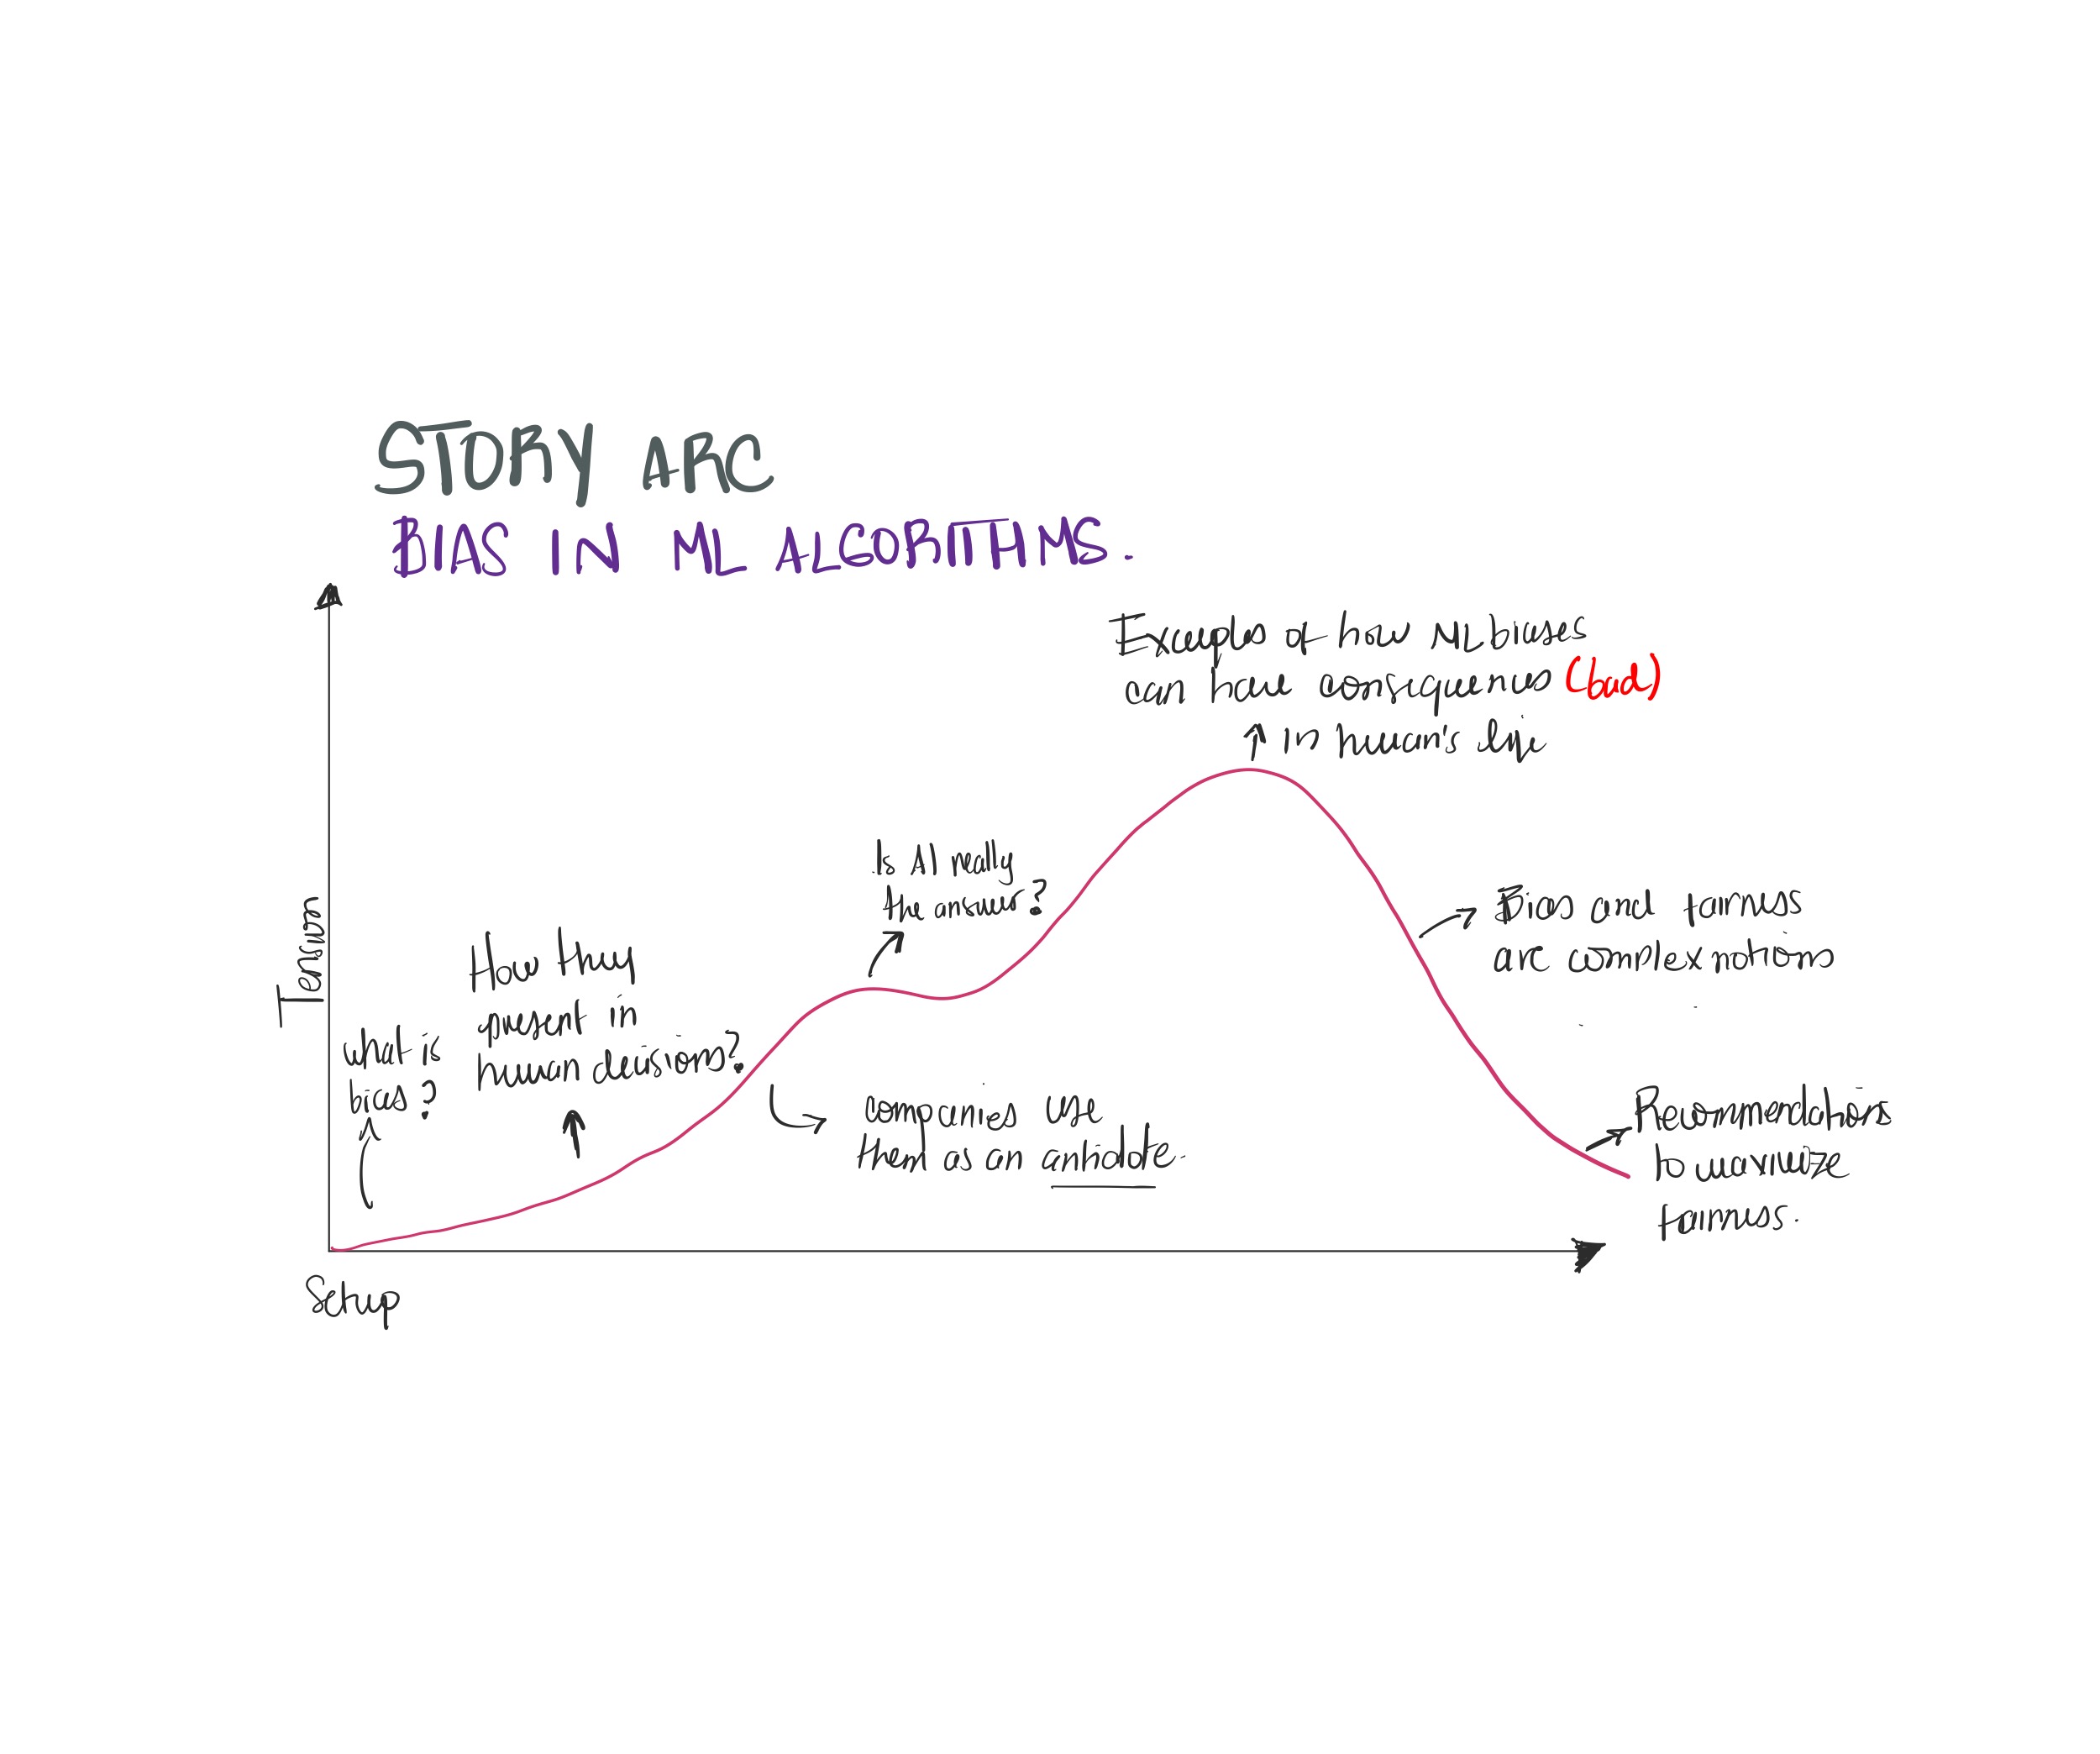 STORY ARC
BIAS IN ML ALGORITHMS.
Tension
What is
bias?
How they
present in
human decisions?
Is AI really
the answer?
Companies use
them as an antidote.
Examples of how ML biases
can have consequences (bad)
in human's life
Bias and fairness
are complex notions
Recommendations
to maximize
fairness.
Setup